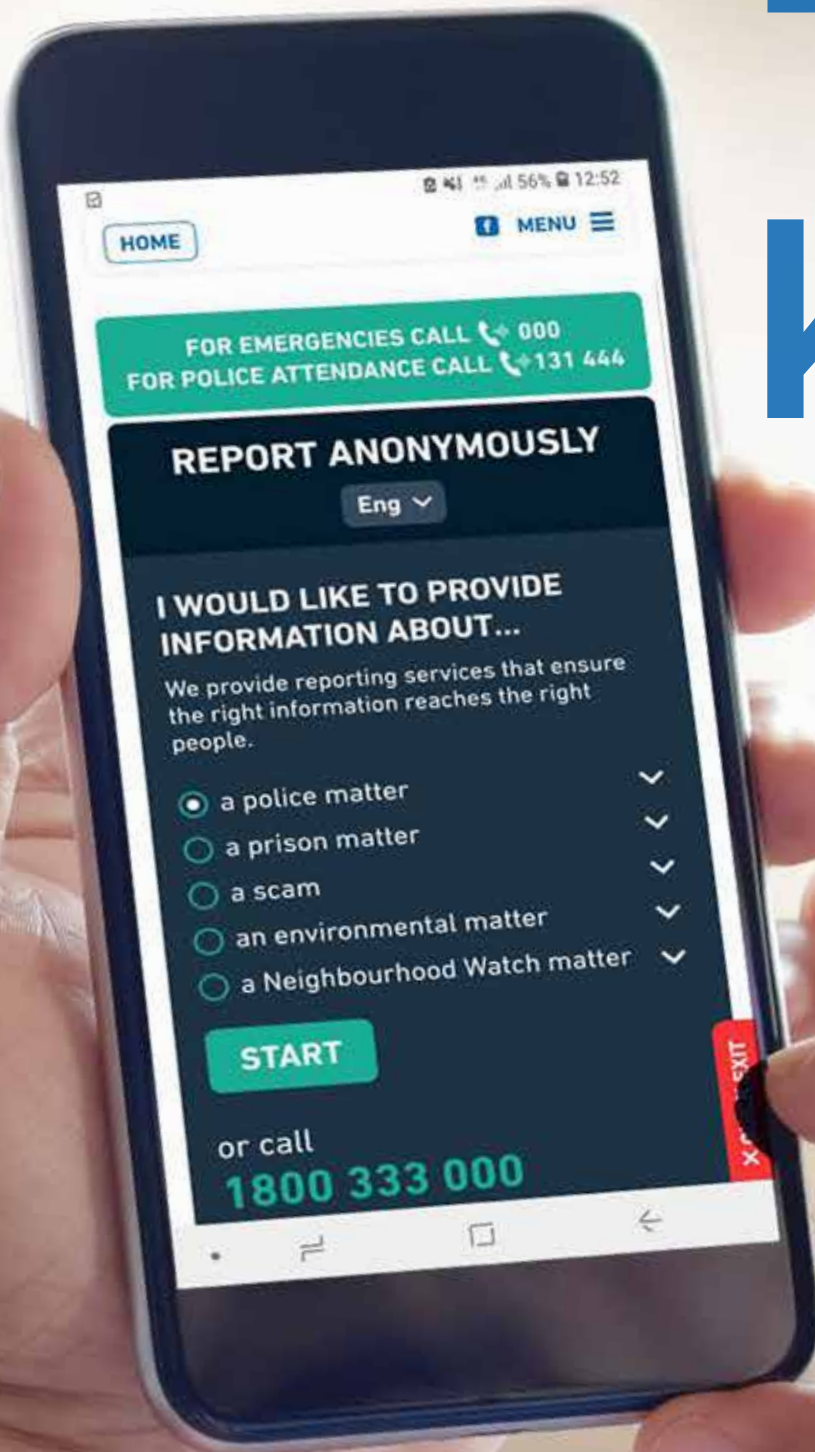 56% 12:52
HOME
MENU
FOR EMERGENCIES CALL 000
FOR POLICE ATTENDANCE CALL 131 444
REPORT ANONYMOUSLY
Eng
I WOULD LIKE TO PROVIDE
INFORMATION ABOUT...
We provide reporting services that ensure
the right information reaches the right
people.
a police matter
a prison matter
a scam
an environmental matter
a Neighbourhood Watch matter
START
X EXIT
or call
1800 333 000
K